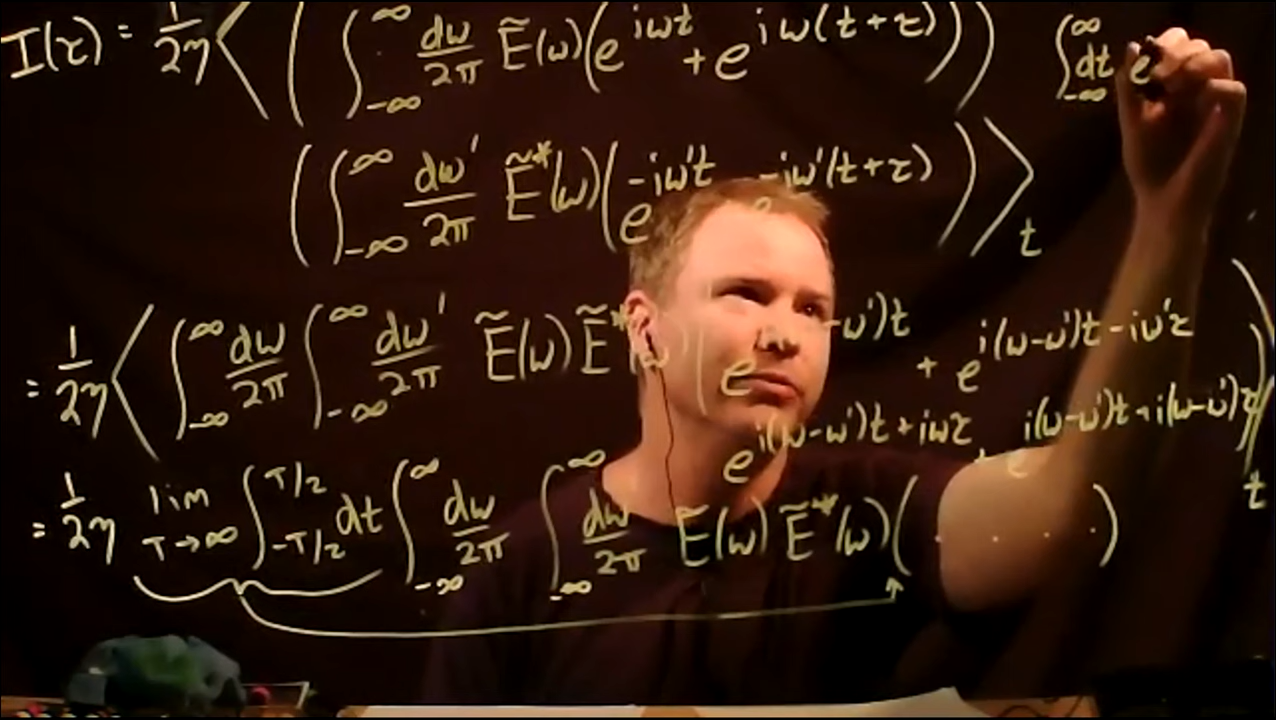 I(τ) = 1/2η ⟨ ( ∫_{-∞}^{∞} dω/2π Ẽ(ω)(e^{iωt} + e^{iω(t+τ)}) )
∫_{-∞}^{∞} dt e
( ∫_{-∞}^{∞} dω'/2π Ẽ*(ω)(e^{-iω't} e^{-iω'(t+τ)}) ) ⟩_t
= 1/2η ⟨ ∫_{-∞}^{∞} dω/2π ∫_{-∞}^{∞} dω'/2π Ẽ(ω) Ẽ*(ω)( e^{-ω')t} + e^{i(ω-ω')t-iω'τ}
e^{i(ω-ω')t+iωτ} + e^{i(ω-ω')t+i(ω-ω')τ} ) ⟩_t
= 1/2η lim_{T→∞} ∫_{-T/2}^{T/2} dt ∫_{-∞}^{∞} dω/2π ∫_{-∞}^{∞} dω/2π Ẽ(ω) Ẽ*(ω)( . . . . )